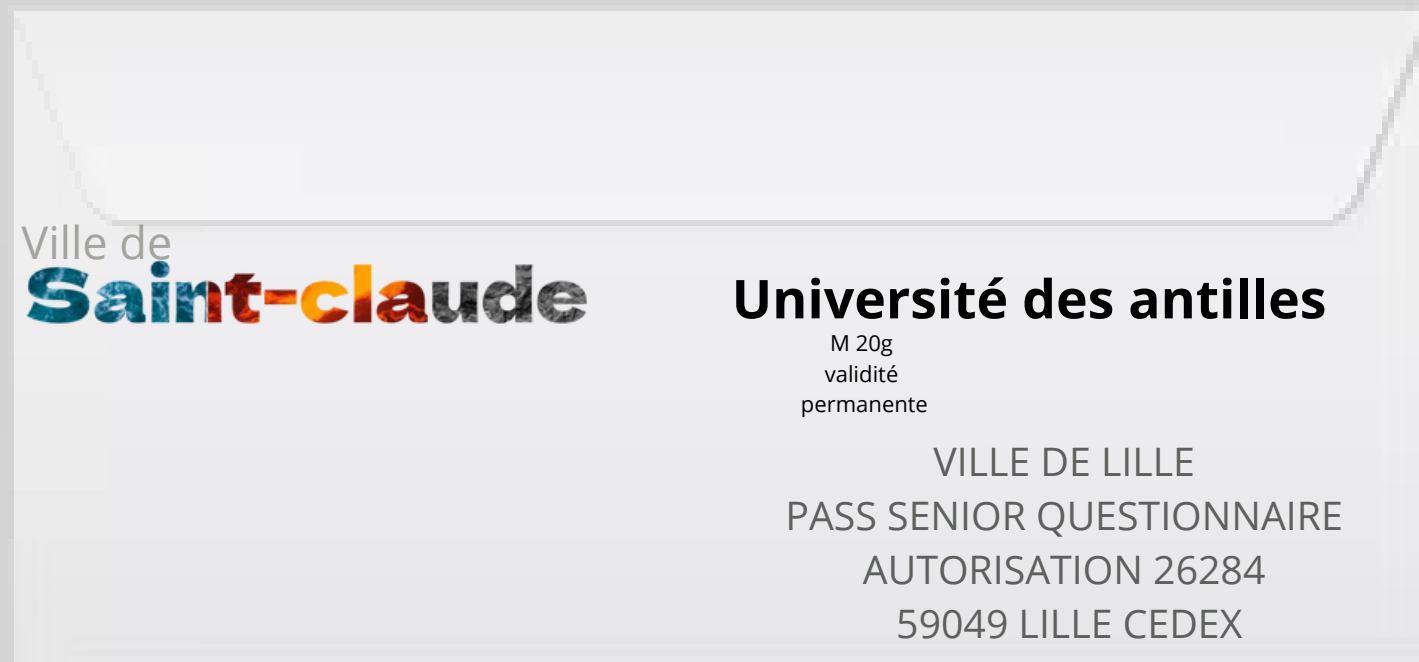 Ville de
Saint-claude
Université des antilles
M 20g
validité
permanente
VILLE DE LILLE
PASS SENIOR QUESTIONNAIRE
AUTORISATION 26284
59049 LILLE CEDEX